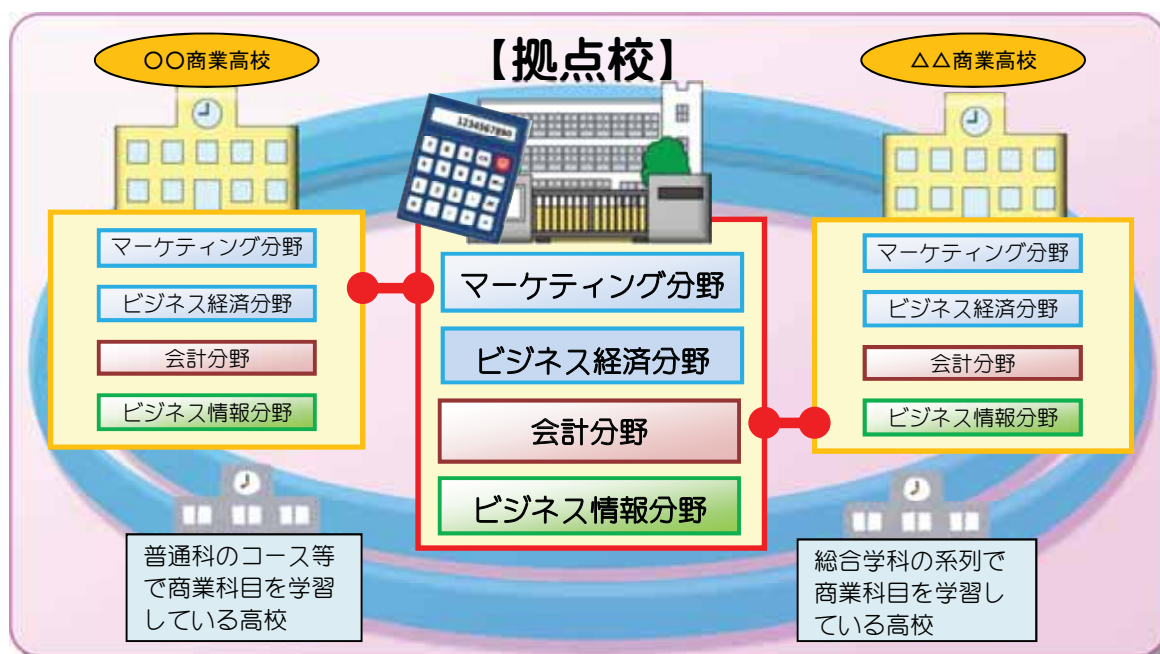 【拠点校】
〇〇商業高校
マーケティング分野
ビジネス経済分野
会計分野
ビジネス情報分野
1234567890
マーケティング分野
ビジネス経済分野
会計分野
ビジネス情報分野
△△商業高校
マーケティング分野
ビジネス経済分野
会計分野
ビジネス情報分野
普通科のコース等
で商業科目を学習
している高校
総合学科の系列で
商業科目を学習し
ている高校